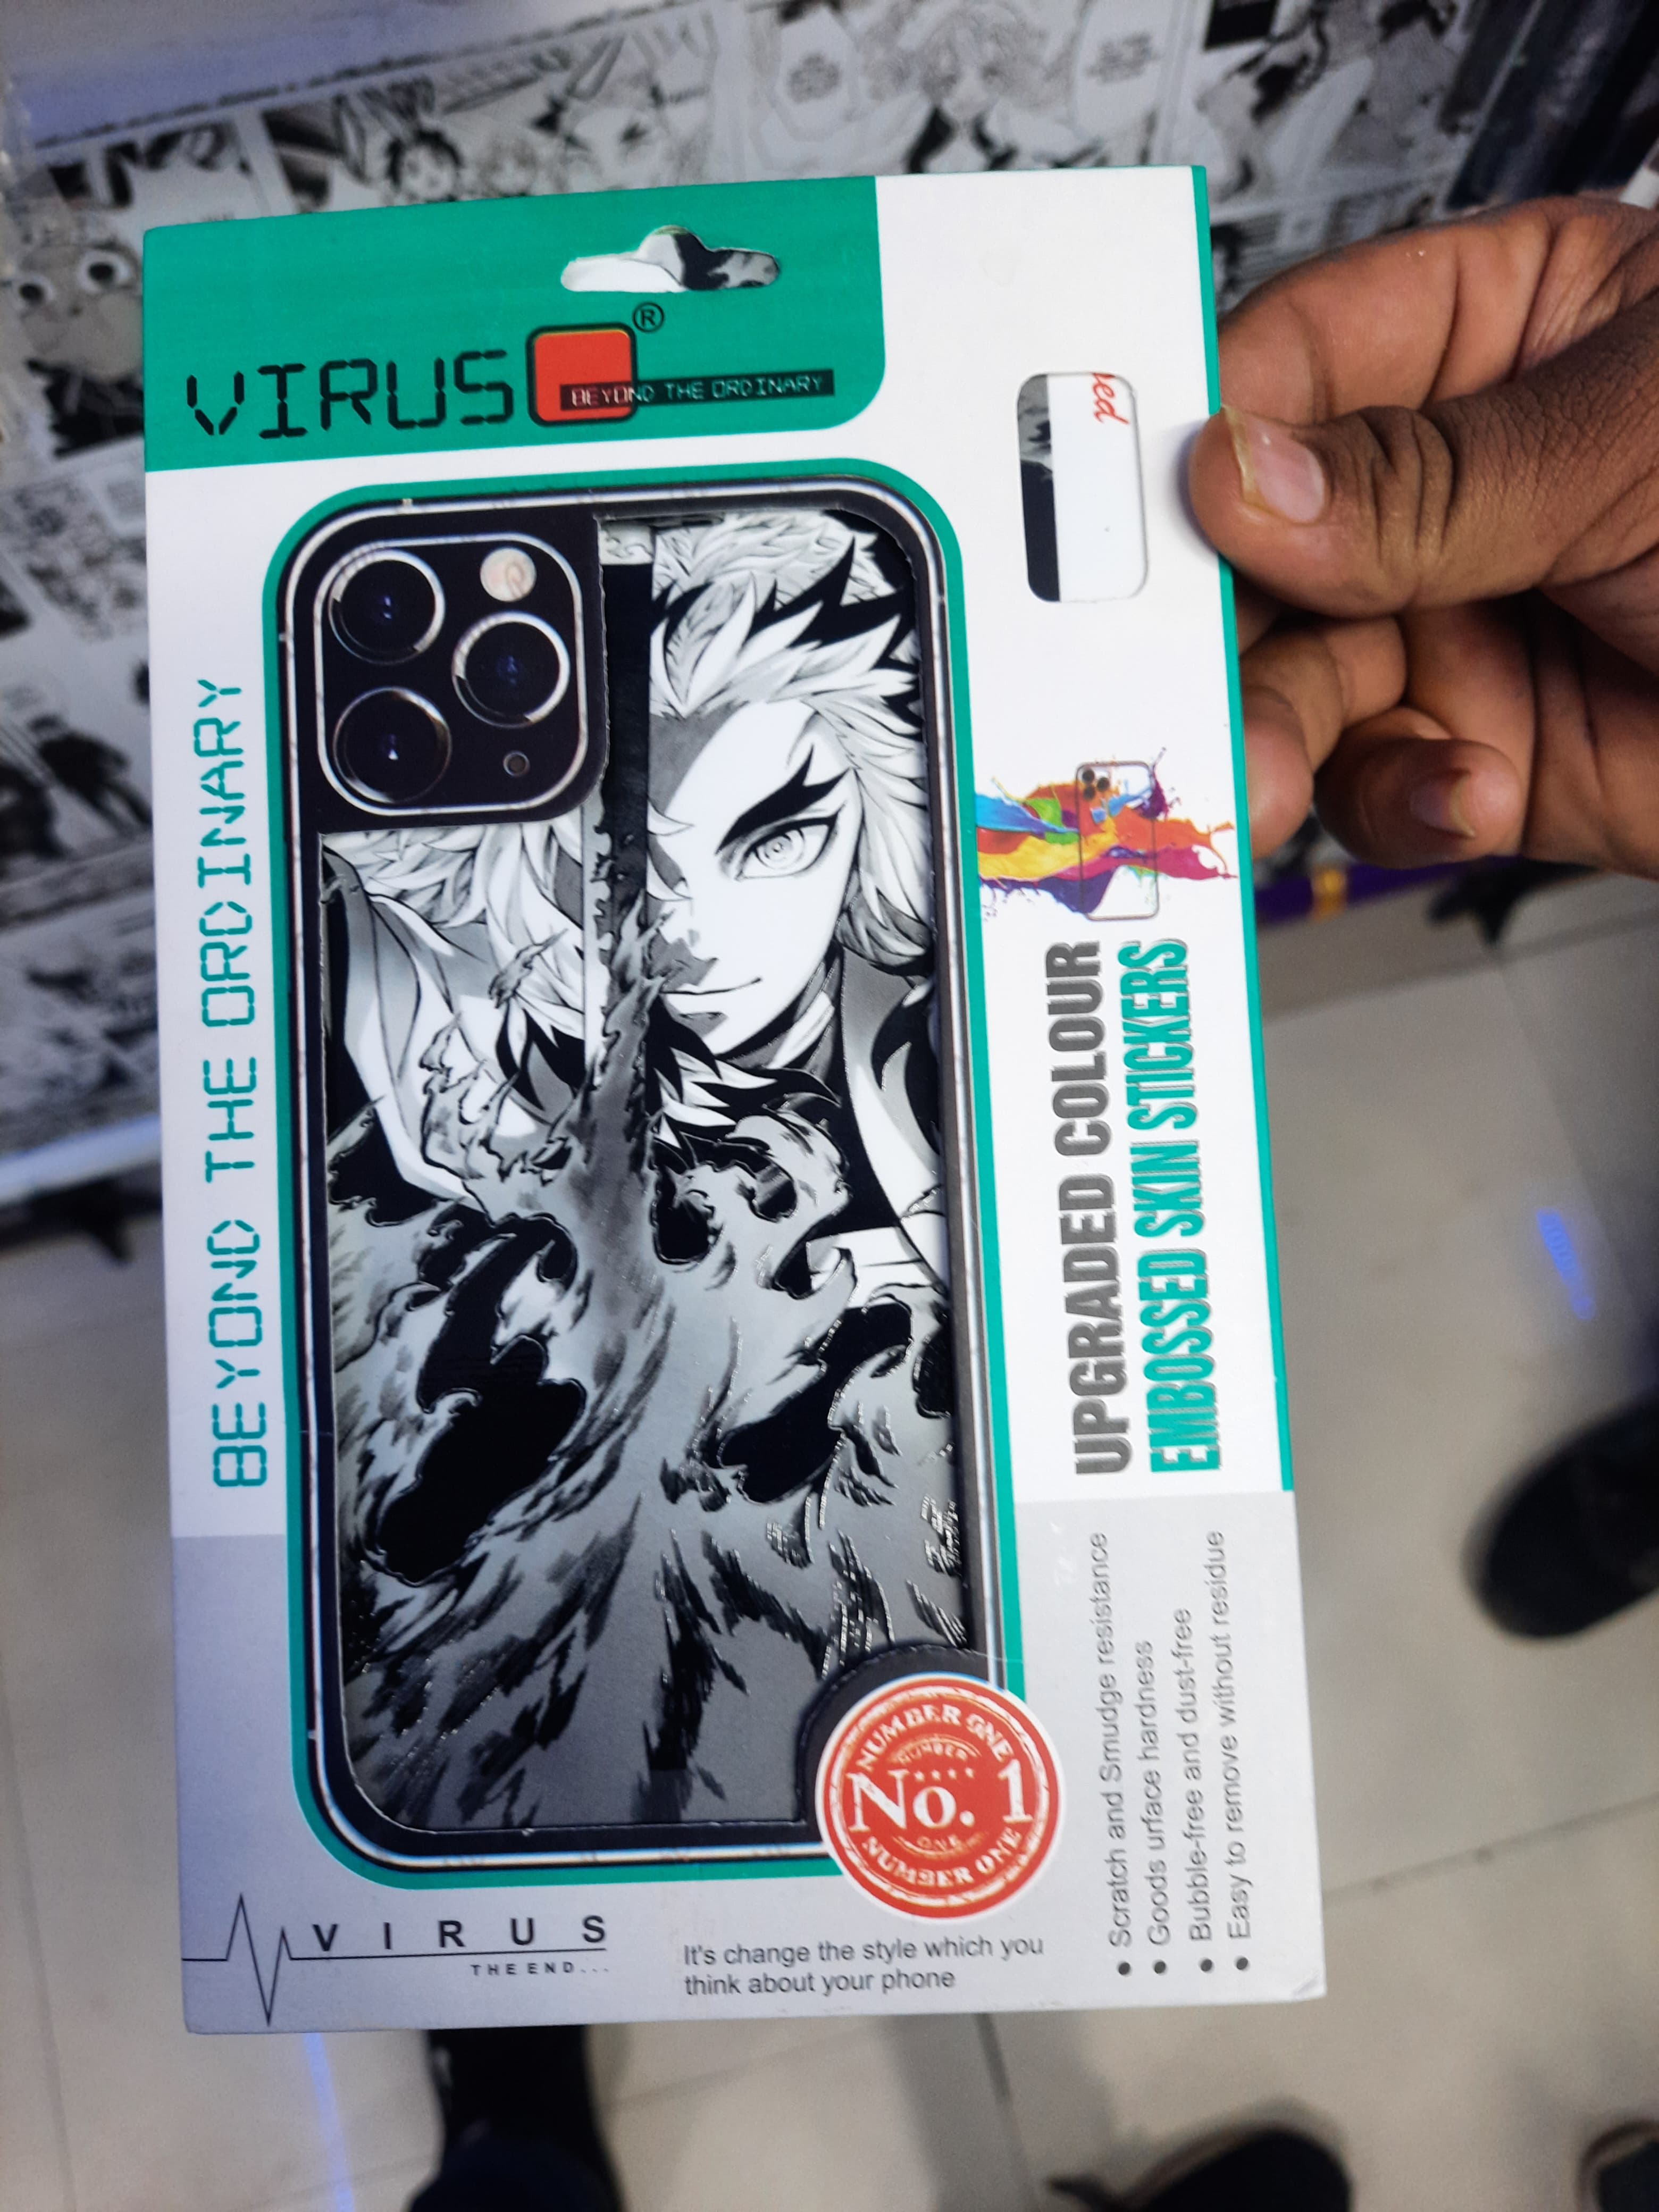 VIRUS ®
BEYOND THE ORDINARY
BEYOND THE ORDINARY
ed
UPGRADED COLOUR
EMBOSSED SKIN STICKERS
• Scratch and Smudge resistance
• Goods urface hardness
• Bubble-free and dust-free
• Easy to remove without residue
NUMBER ONE
NUMBER
No. 1
ONE
NUMBER ONE
VIRUS
THE END...
It's change the style which you
think about your phone